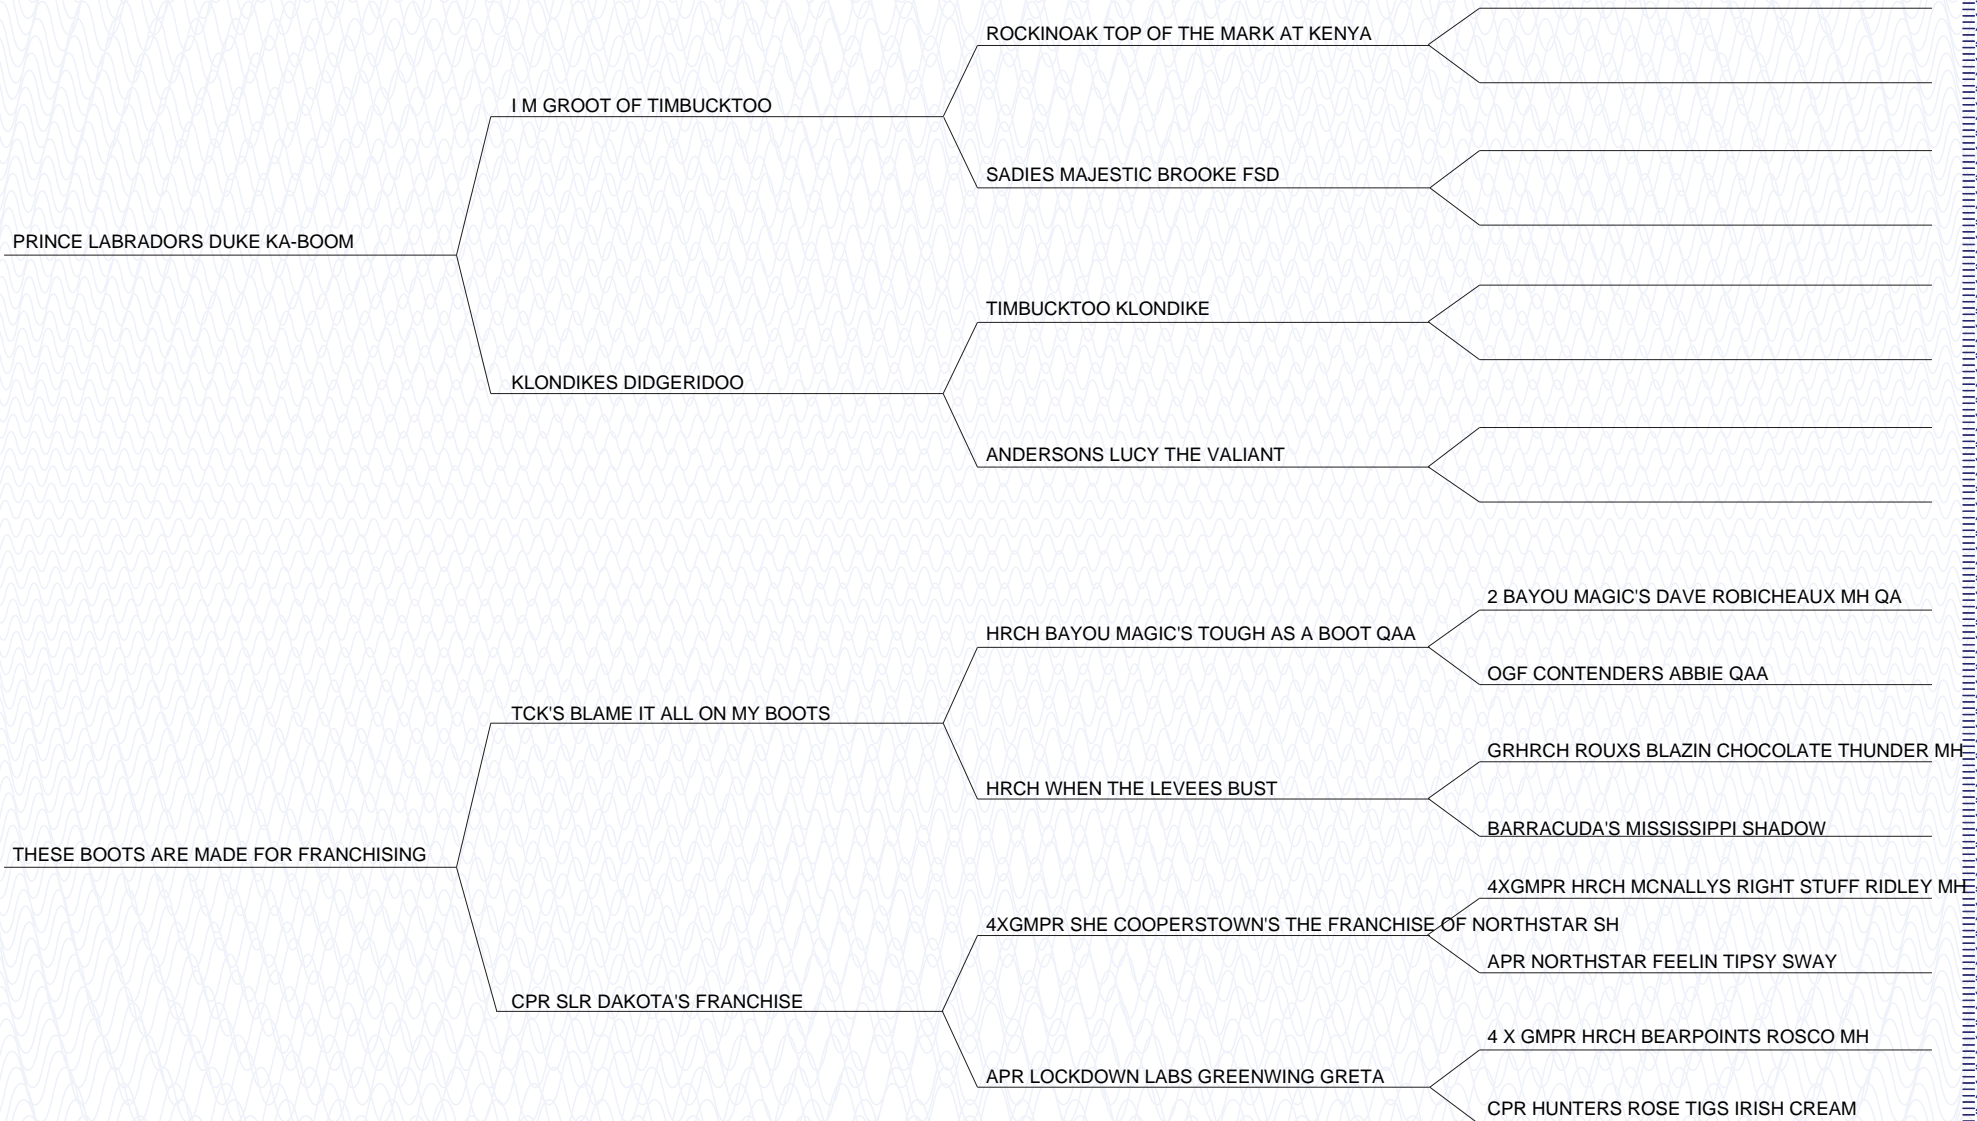 ROCKINOAK TOP OF THE MARK AT KENYA
I M GROOT OF TIMBUCKTOO
SADIES MAJESTIC BROOKE FSD
PRINCE LABRADORS DUKE KA-BOOM
TIMBUCKTOO KLONDIKE
KLONDIKES DIDGERIDOO
ANDERSONS LUCY THE VALIANT
2 BAYOU MAGIC'S DAVE ROBICHEAUX MH QA
HRCH BAYOU MAGIC'S TOUGH AS A BOOT QAA
OGF CONTENDERS ABBIE QAA
TCK'S BLAME IT ALL ON MY BOOTS
GRHRCH ROUXS BLAZIN CHOCOLATE THUNDER MH
HRCH WHEN THE LEVEES BUST
BARRACUDA'S MISSISSIPPI SHADOW
THESE BOOTS ARE MADE FOR FRANCHISING
4XGMPR HRCH MCNALLYS RIGHT STUFF RIDLEY MH
4XGMPR SHE COOPERSTOWN'S THE FRANCHISE OF NORTHSTAR SH
APR NORTHSTAR FEELIN TIPSY SWAY
CPR SLR DAKOTA'S FRANCHISE
4 X GMPR HRCH BEARPOINTS ROSCO MH
APR LOCKDOWN LABS GREENWING GRETA
CPR HUNTERS ROSE TIGS IRISH CREAM